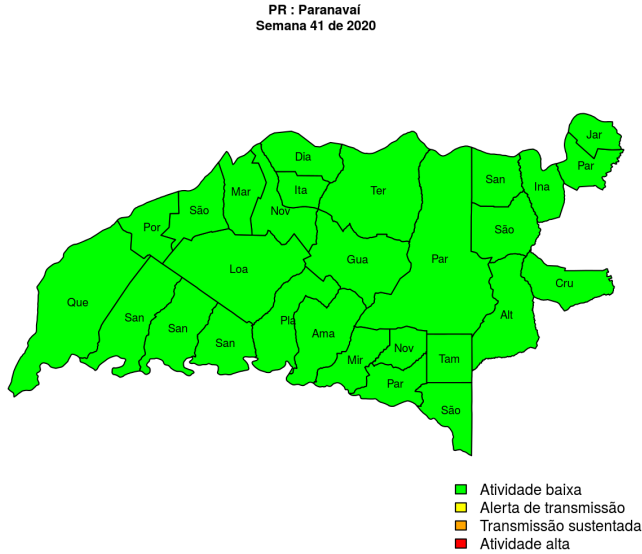 PR : Paranavaí
Semana 41 de 2020
Jar
Par
Dia
San
Ina
Mar
Ita
Ter
São
Nov
Por
São
Loa
Gua
Par
Cru
Que
San
San
San
Pla
Ama
Alt
Mir
Nov
Tam
Par
São
Atividade baixa
Alerta de transmissão
Transmissão sustentada
Atividade alta